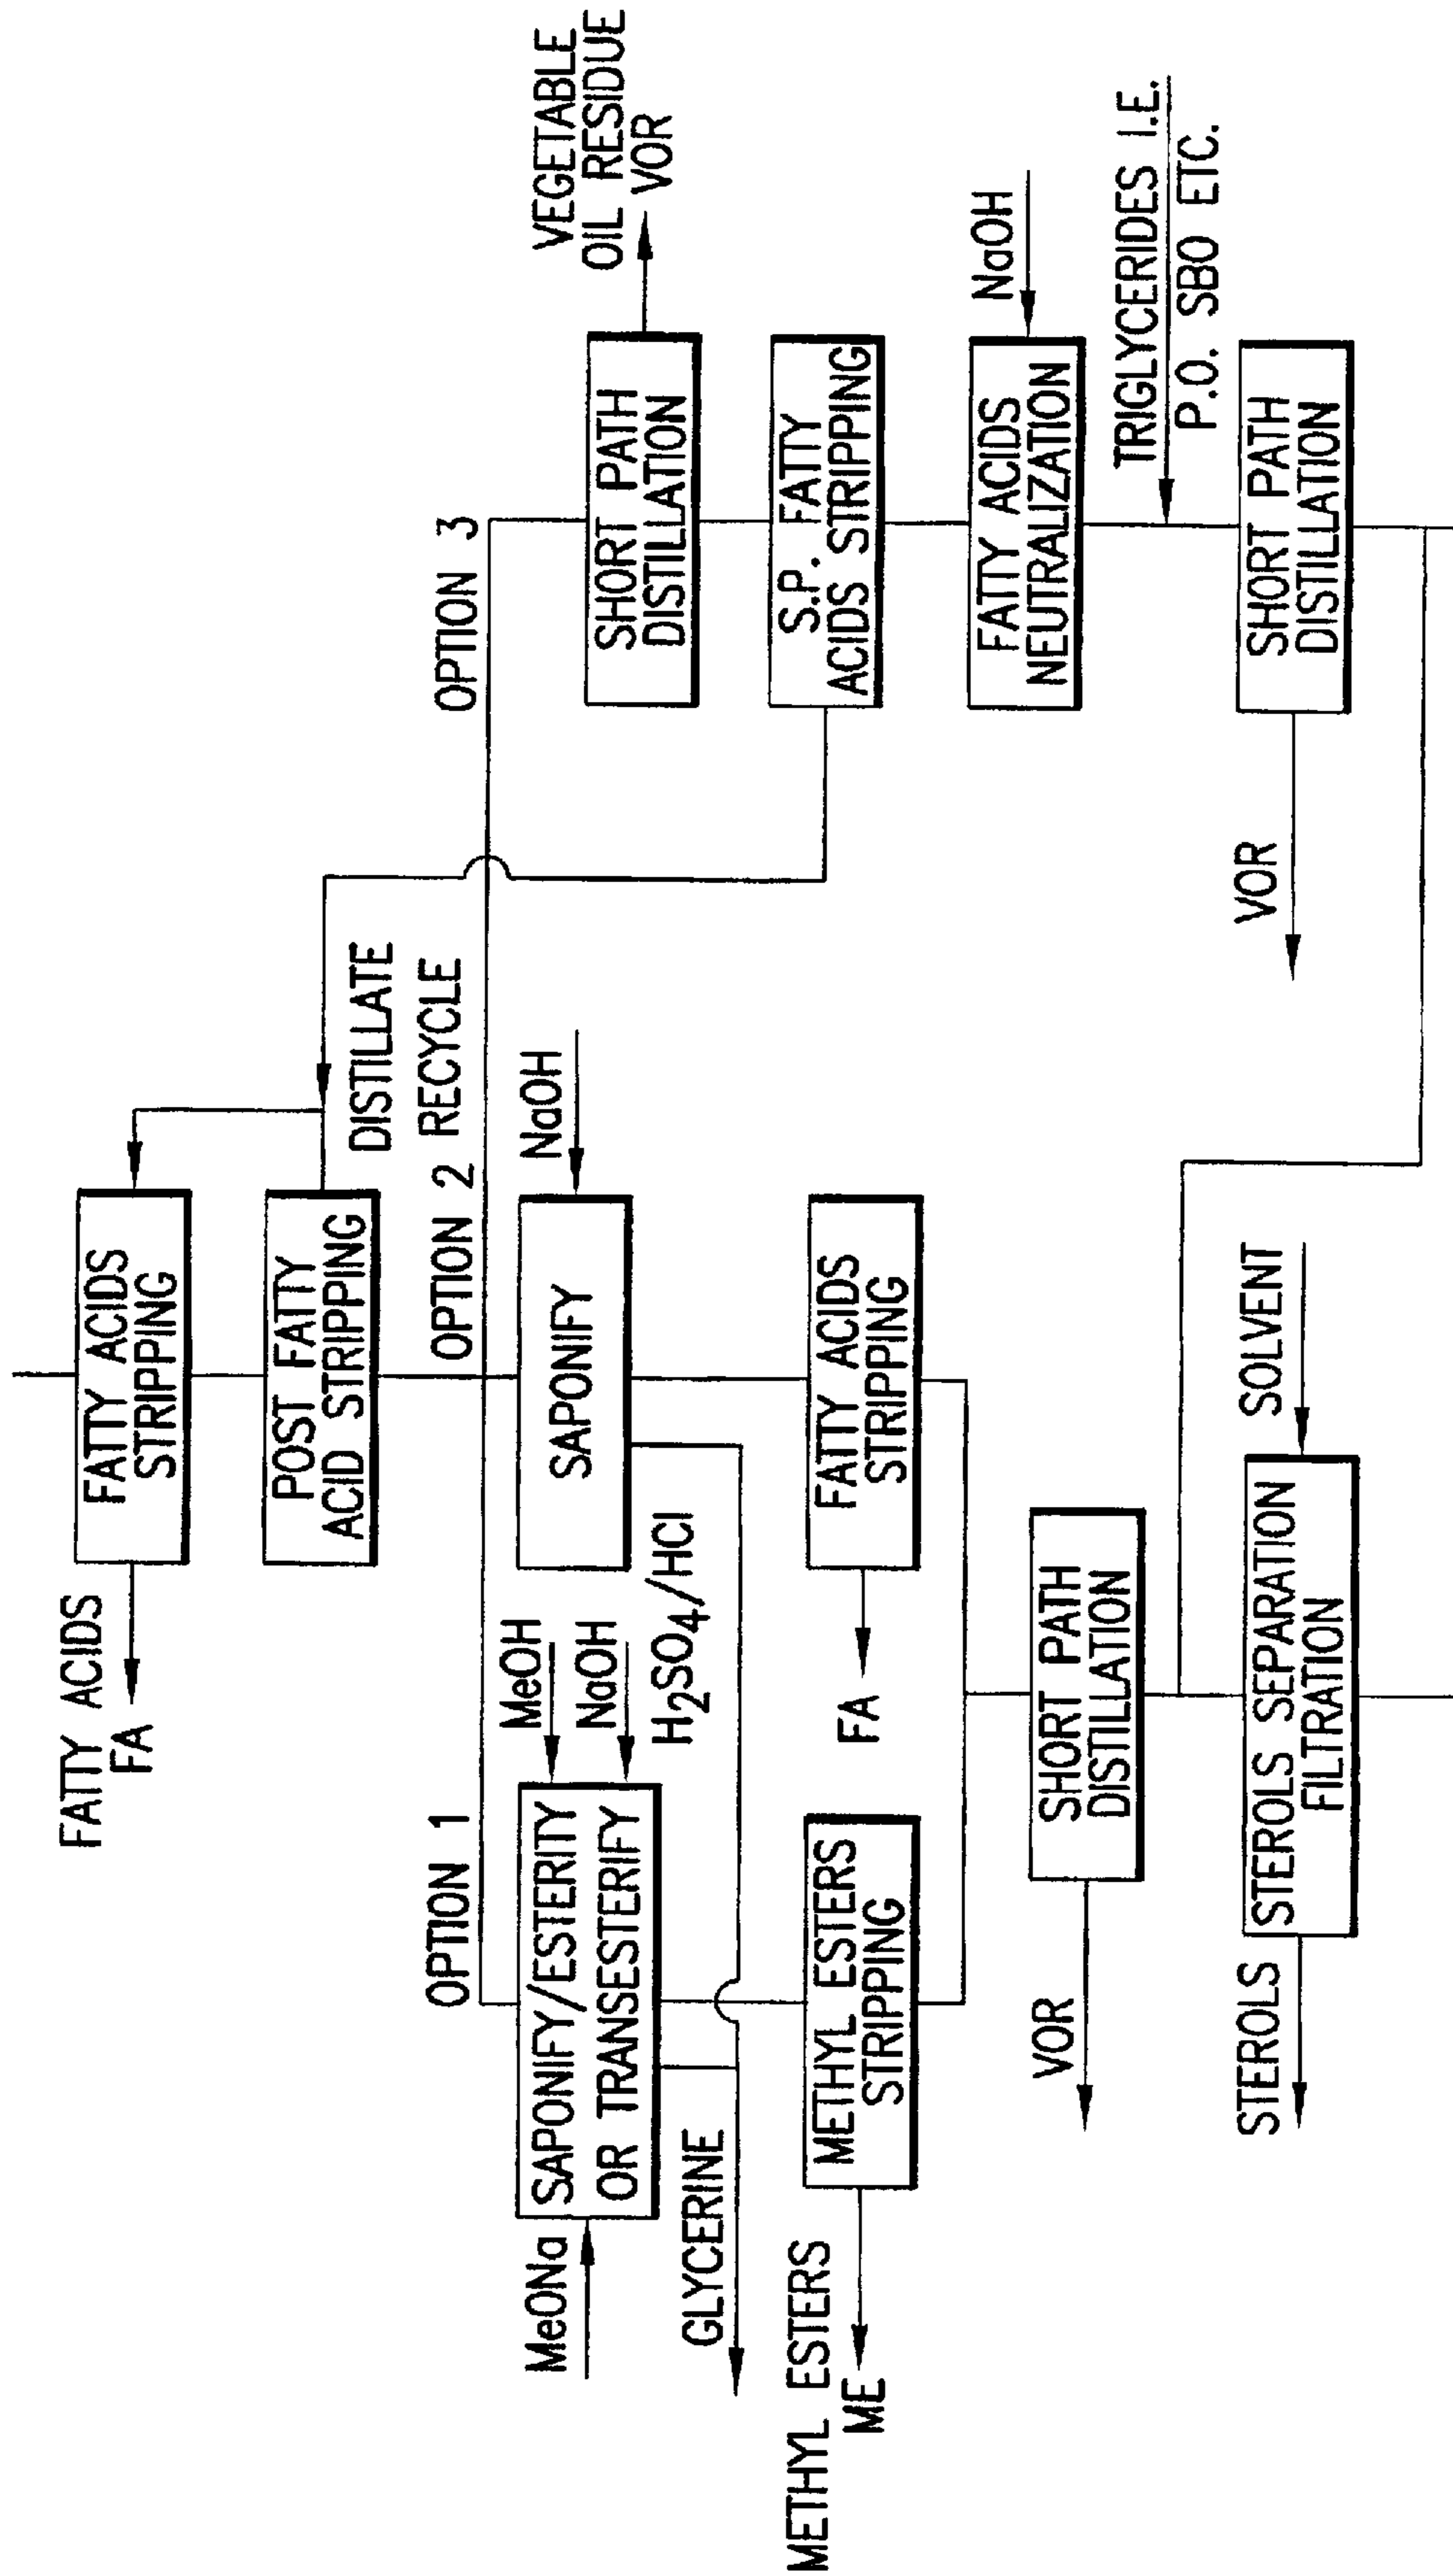 FATTY ACIDS
FA
FATTY ACIDS
STRIPPING
POST FATTY
ACID STRIPPING
DISTILLATE
RECYCLE
OPTION 1
OPTION 2
OPTION 3
MeONa
SAPONIFY/ESTERITY
OR TRANSESTERIFY
MeOH
NaOH
H2SO4/HCl
SAPONIFY
NaOH
SHORT PATH
DISTILLATION
VEGETABLE
OIL RESIDUE
VOR
GLYCERINE
S.P. FATTY
ACIDS STRIPPING
METHYL ESTERS
ME
METHYL ESTERS
STRIPPING
FA
FATTY ACIDS
STRIPPING
FATTY ACIDS
NEUTRALIZATION
NaOH
TRIGLYCERIDES I.E.
P.O. SBO ETC.
VOR
SHORT PATH
DISTILLATION
VOR
SHORT PATH
DISTILLATION
STEROLS
STEROLS SEPARATION
FILTRATION
SOLVENT